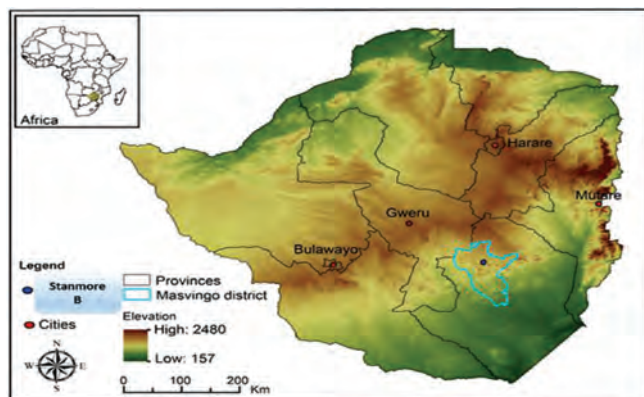 Africa
Harare
Mutare
Gweru
Bulawayo
Legend
Stanmore
B
Cities
Provinces
Masvingo district
Elevation
High: 2480
Low: 157
N
W E
S
0 100 200
Km